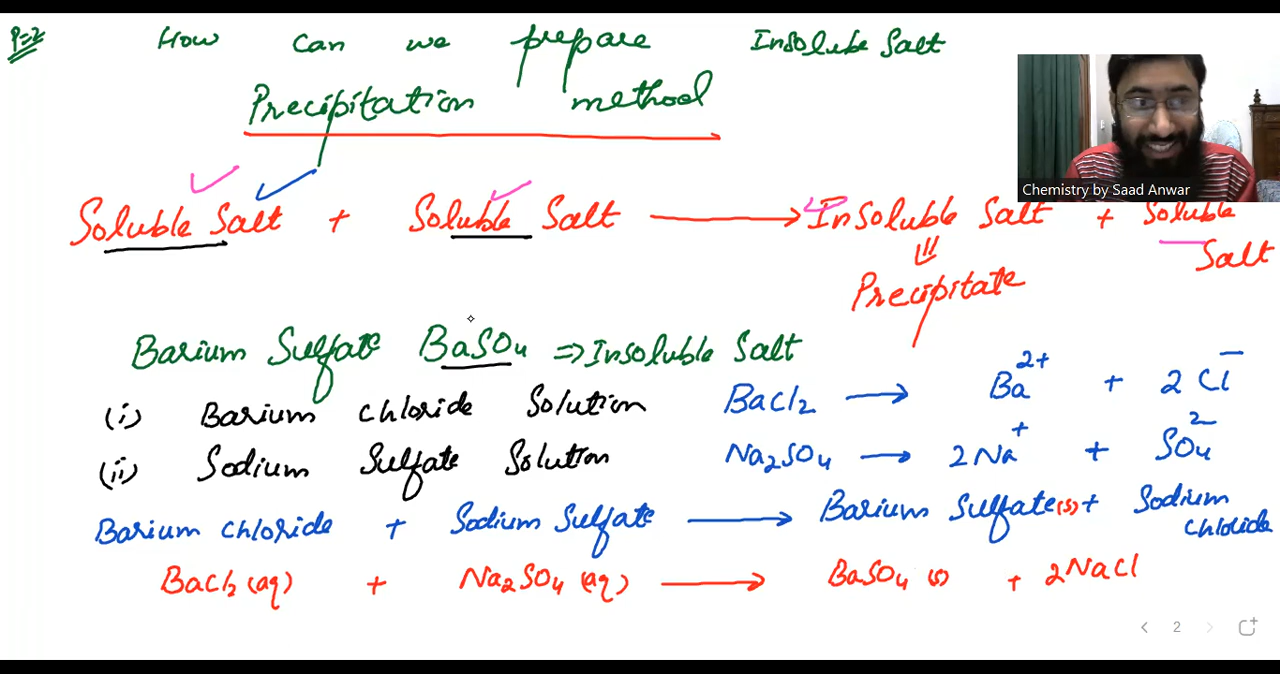 P=2
How can we prepare Insoluble Salt
Precipitation method
Chemistry by Saad Anwar
Soluble Salt + Soluble Salt → Insoluble Salt + Soluble Salt
⇓
Precipitate
Barium Sulfate BaSO₄ ⇒ Insoluble Salt
(i) Barium chloride Solution BaCl₂ → Ba²⁺ + 2Cl⁻
(ii) Sodium Sulfate Solution Na₂SO₄ → 2Na⁺ + SO₄²⁻
Barium chloride + Sodium Sulfate → Barium Sulfate(s) + Sodium chloride
BaCl₂(aq) + Na₂SO₄(aq) → BaSO₄(s) + 2NaCl
2